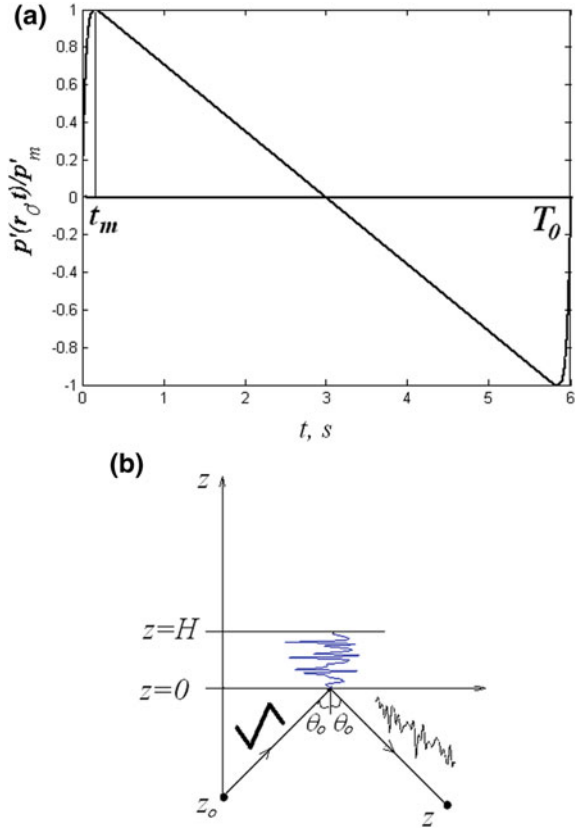 (a)
1
0.8
0.6
0.4
0.2
0
-0.2
-0.4
-0.6
-0.8
-1
p'(r₀,t)/p'ₘ
tₘ
T₀
0 1 2 3 4 5 6
t, s
(b)
z
z=H
z=0
θₒ θₒ
zₒ
z